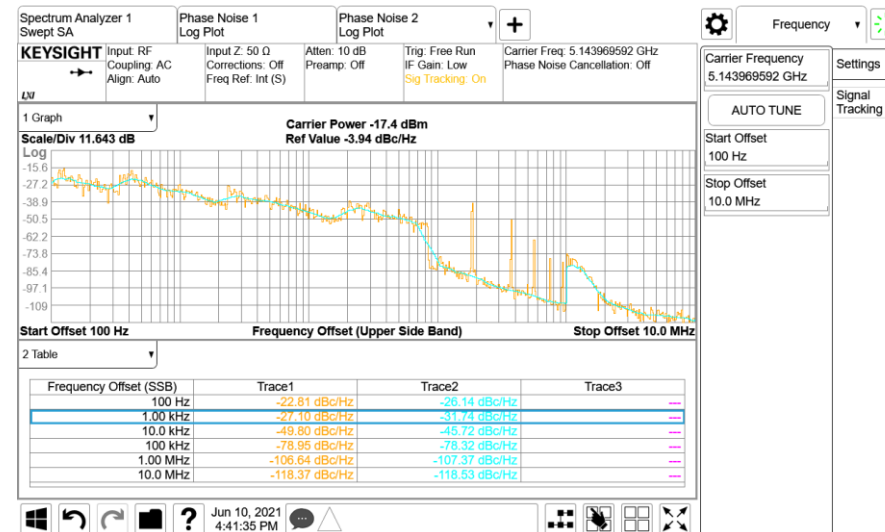 Spectrum Analyzer 1
Swept SA
Phase Noise 1
Log Plot
Phase Noise 2
Log Plot
Frequency
KEYSIGHT
LXI
Input: RF
Coupling: AC
Align: Auto
Input Z: 50 Ω
Corrections: Off
Freq Ref: Int (S)
Atten: 10 dB
Preamp: Off
Trig: Free Run
IF Gain: Low
Sig Tracking: On
Carrier Freq: 5.143969592 GHz
Phase Noise Cancellation: Off
Carrier Frequency
5.143969592 GHz
AUTO TUNE
Start Offset
100 Hz
Stop Offset
10.0 MHz
Settings
Signal
Tracking
1 Graph
Scale/Div 11.643 dB
Carrier Power -17.4 dBm
Ref Value -3.94 dBc/Hz
Log
-15.6
-27.2
-38.9
-50.5
-62.2
-73.8
-85.4
-97.1
-109
Start Offset 100 Hz Frequency Offset (Upper Side Band) Stop Offset 10.0 MHz
2 Table
Frequency Offset (SSB) Trace1 Trace2 Trace3
100 Hz -22.81 dBc/Hz -26.14 dBc/Hz ---
1.00 kHz -27.10 dBc/Hz -31.74 dBc/Hz ---
10.0 kHz -49.80 dBc/Hz -45.72 dBc/Hz ---
100 kHz -78.95 dBc/Hz -78.32 dBc/Hz ---
1.00 MHz -106.64 dBc/Hz -107.37 dBc/Hz ---
10.0 MHz -118.37 dBc/Hz -118.53 dBc/Hz ---
?
Jun 10, 2021
4:41:35 PM